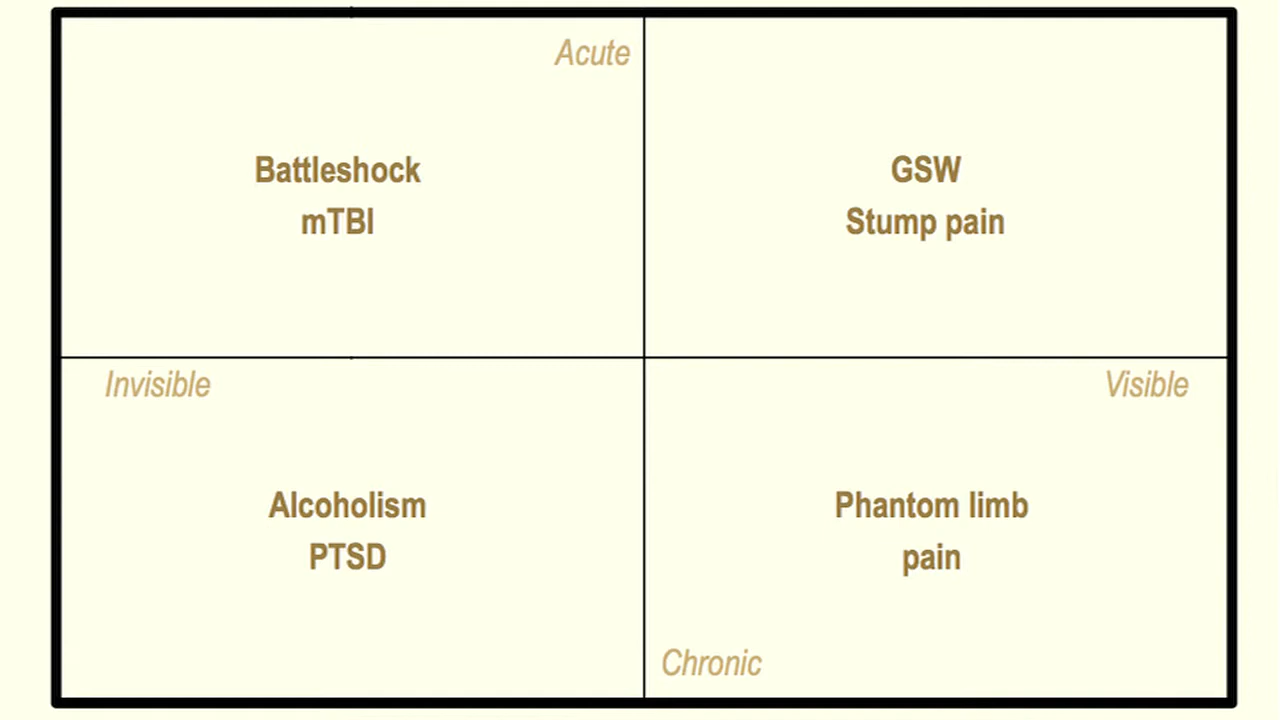 Acute
Battleshock
mTBI
GSW
Stump pain
Invisible
Visible
Alcoholism
PTSD
Phantom limb
pain
Chronic